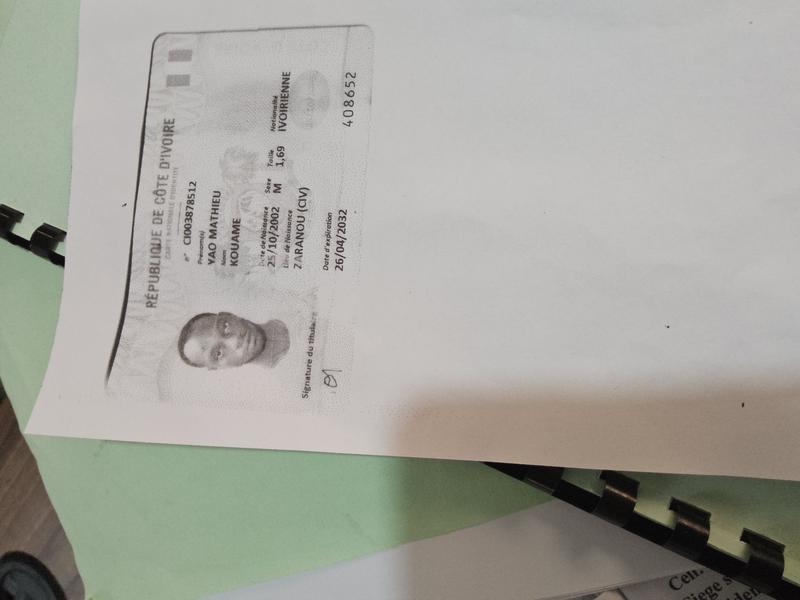 RÉPUBLIQUE DE CÔTE D'IVOIRE
CARTE NATIONALE D'IDENTITÉ
n° CI003878512
Prénom(s)
YAO MATHIEU
Nom
KOUAME
Date de Naissance Sexe Taille Nationalité
25/10/2002 M 1,69 IVOIRIENNE
Lieu de Naissance
ZARANOU (CIV)
Signature du titulaire
Date d'expiration
26/04/2032
408652